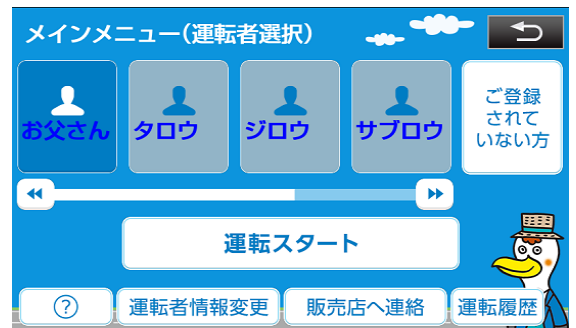 メインメニュー(運転者選択)
お父さん
タロウ
ジロウ
サブロウ
ご登録
されて
いない方
運転スタート
?
運転者情報変更
販売店へ連絡
運転履歴